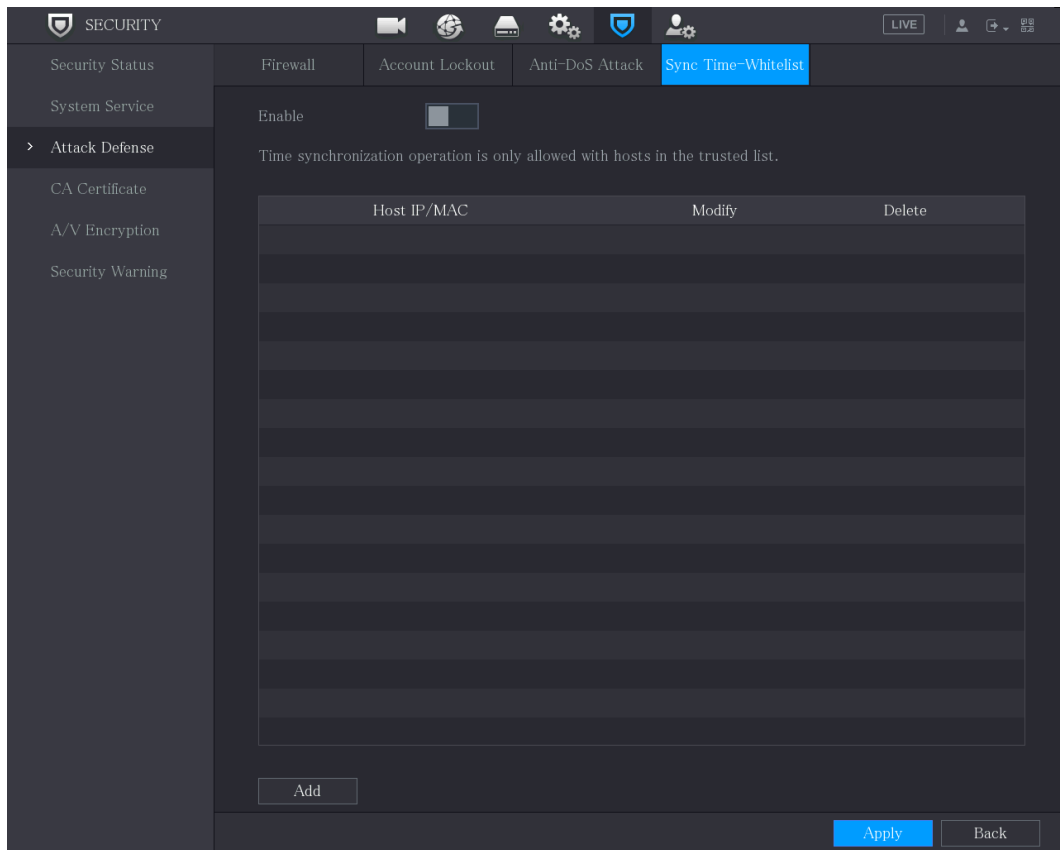 SECURITY
LIVE
Security Status
System Service
Attack Defense
CA Certificate
A/V Encryption
Security Warning
Firewall Account Lockout Anti-DoS Attack Sync Time-Whitelist
Enable
Time synchronization operation is only allowed with hosts in the trusted list.
Host IP/MAC Modify Delete
Add
Apply Back